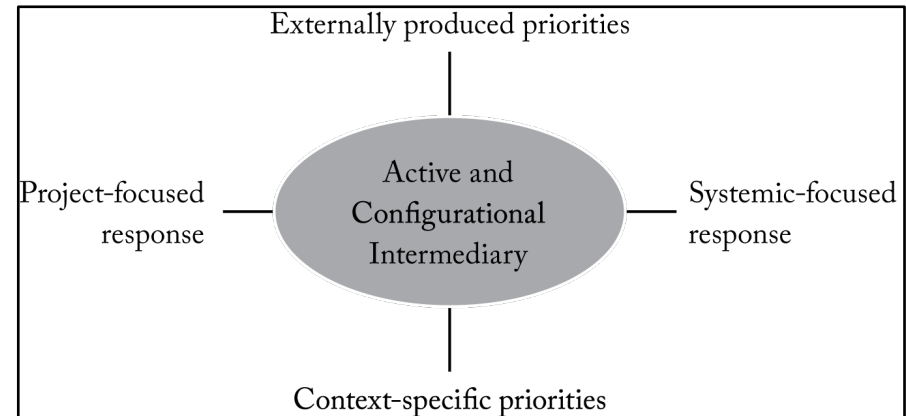 Externally produced priorities
Active and
Configurational
Intermediary
Project-focused
response
Systemic-focused
response
Context-specific priorities